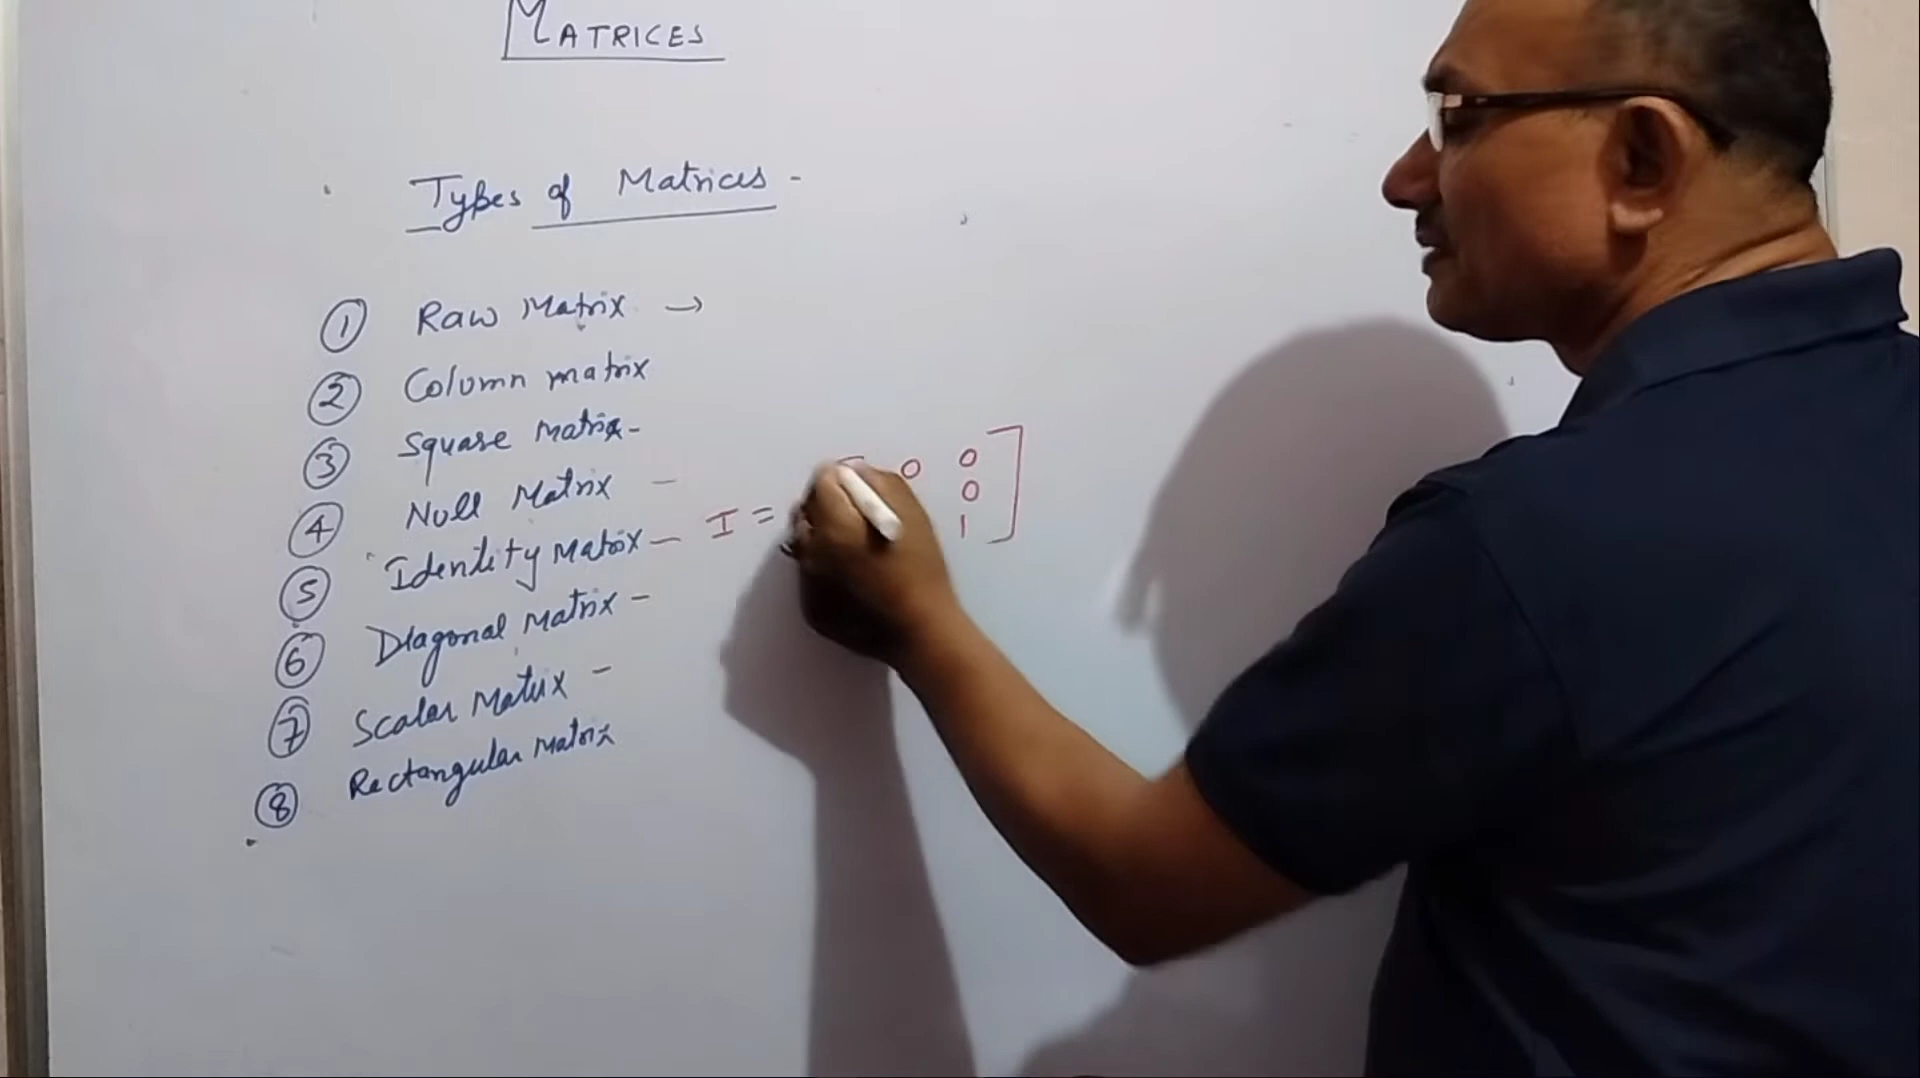 MATRICES
Types of Matrices -
1 Raw Matrix →
2 Column matrix
3 Square Matrix -
4 Null Matrix -
5 Identity Matrix - I = [ 0 0
0
1 ]
6 Diagonal Matrix -
7 Scalar Matrix -
8 Rectangular Matrix